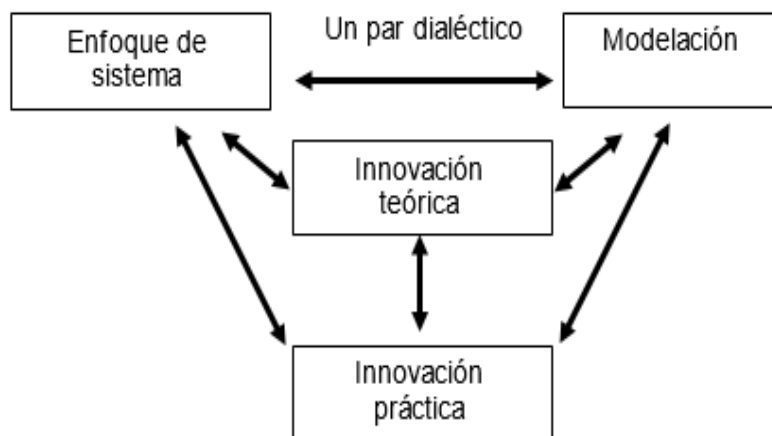 Enfoque de
sistema
Un par dialéctico
Modelación
Innovación
teórica
Innovación
práctica